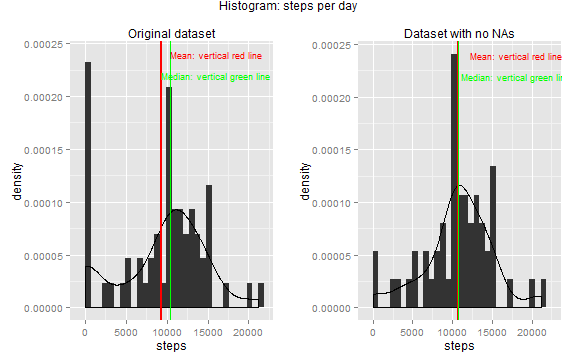 Histogram: steps per day
Original dataset
Mean: vertical red line
Median: vertical green line
0.00025
0.00020
0.00015
0.00010
0.00005
0.00000
density
0
5000
10000
15000
20000
steps
Dataset with no NAs
Mean: vertical red line
Median: vertical green line
0.00025
0.00020
0.00015
0.00010
0.00005
0.00000
density
0
5000
10000
15000
20000
steps